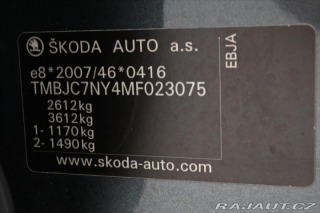 ŠKODA AUTO a.s.
EBJA
e8*2007/46*0416
TMBJC7NY4MF023075
2612kg
3612kg
1- 1170kg
2- 1490kg
www.skoda-auto.com
RAJAUT.CZ